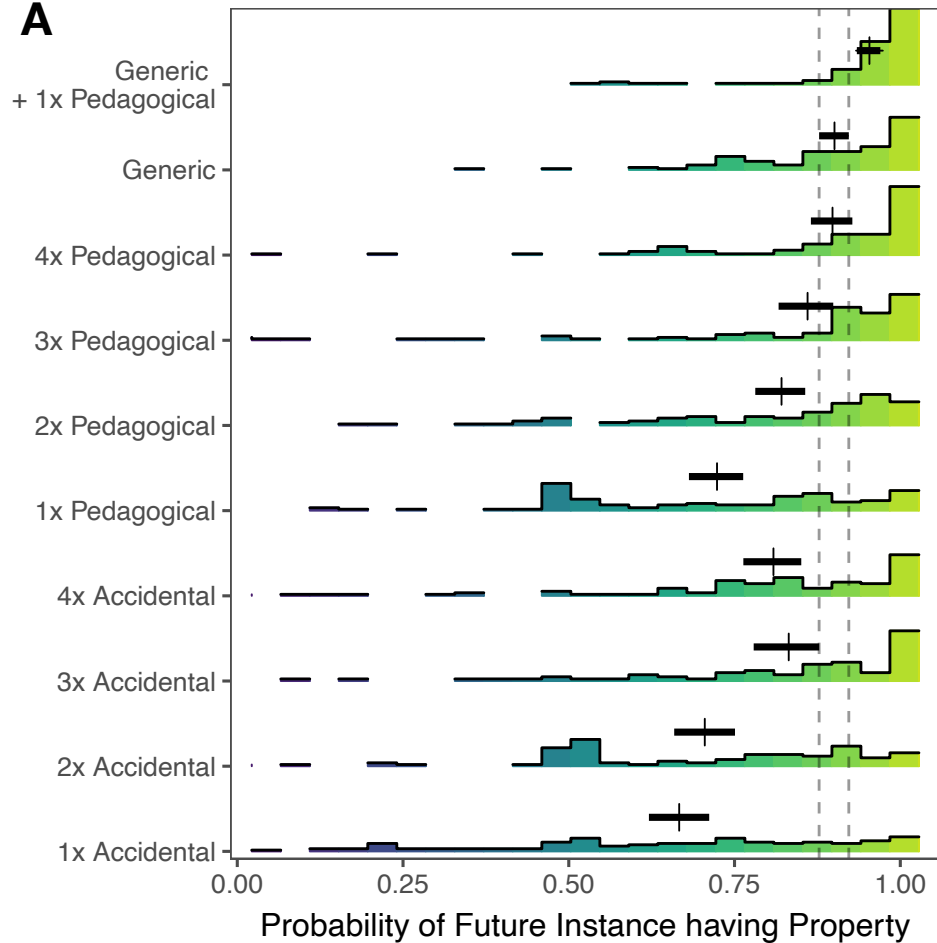 A
Generic
+ 1x Pedagogical
Generic
4x Pedagogical
3x Pedagogical
2x Pedagogical
1x Pedagogical
4x Accidental
3x Accidental
2x Accidental
1x Accidental
0.00 0.25 0.50 0.75 1.00
Probability of Future Instance having Property